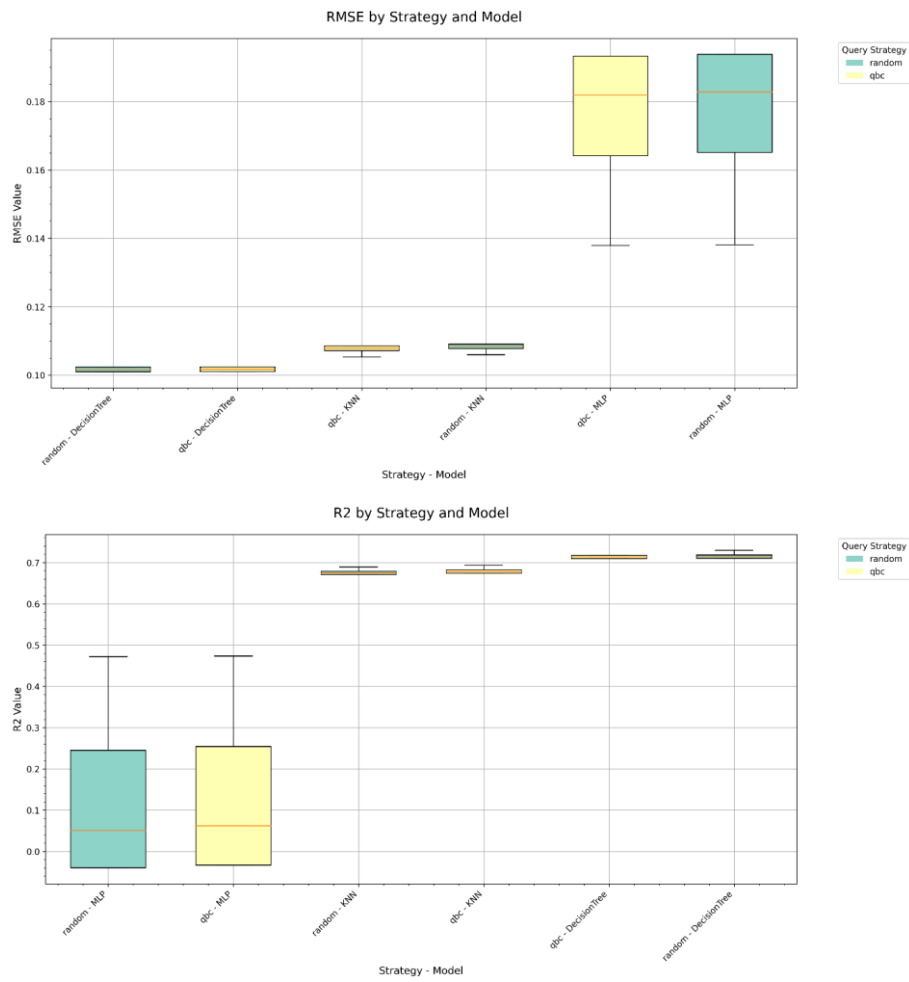 RMSE by Strategy and Model
Query Strategy
random
qbc
0.18
0.16
0.14
0.12
0.10
RMSE Value
random - DecisionTree
qbc - DecisionTree
qbc - KNN
random - KNN
qbc - MLP
random - MLP
Strategy - Model
R2 by Strategy and Model
Query Strategy
random
qbc
0.7
0.6
0.5
0.4
0.3
0.2
0.1
0.0
R2 Value
random - MLP
qbc - MLP
random - KNN
qbc - KNN
qbc - DecisionTree
random - DecisionTree
Strategy - Model